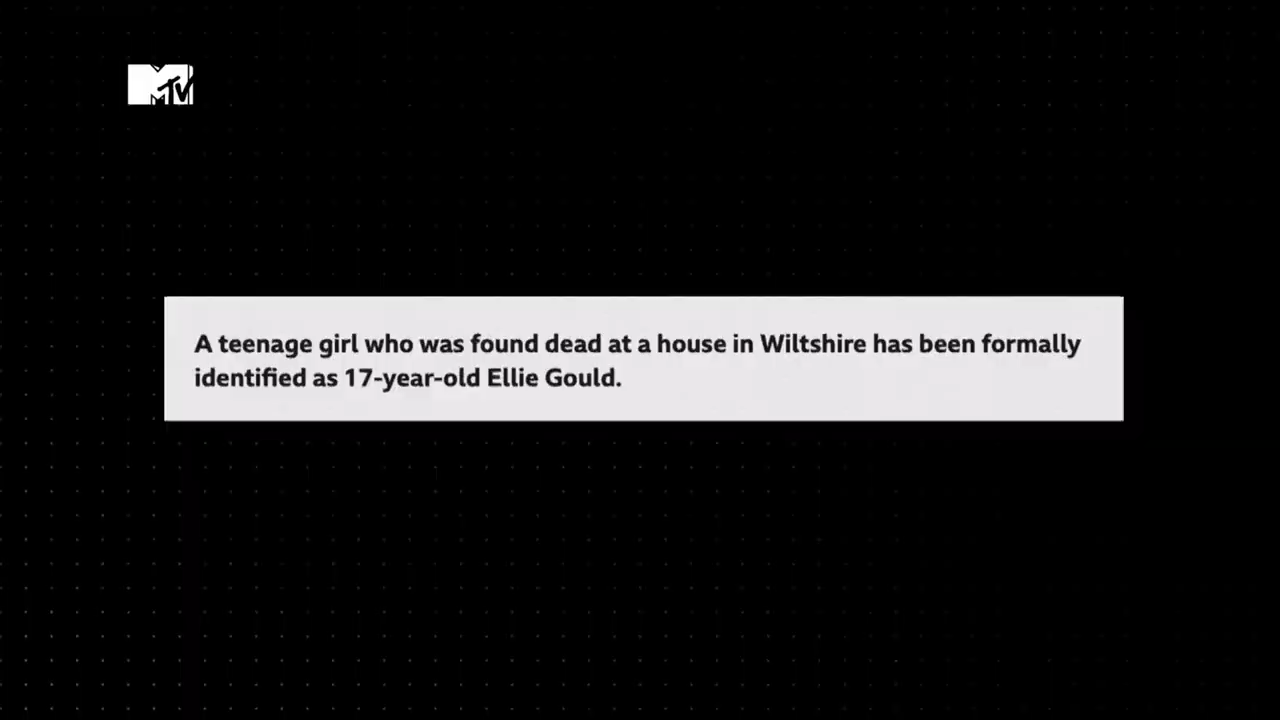 MTV
A teenage girl who was found dead at a house in Wiltshire has been formally
identified as 17-year-old Ellie Gould.